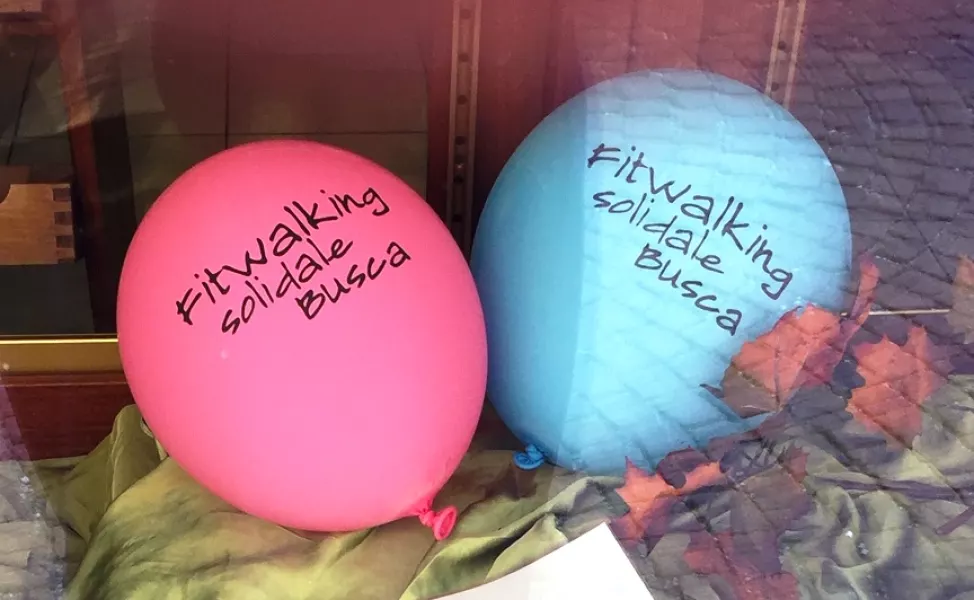 Fitwalking
solidale
Busca
Fitwalking
solidale
Busca